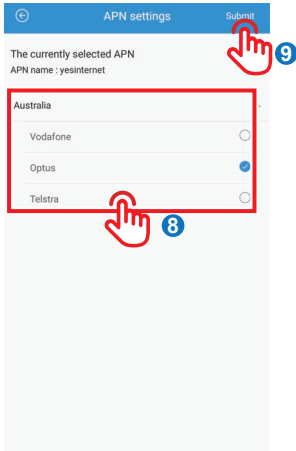 APN settings
Submit
9
The currently selected APN
APN name : yesinternet
Australia
Vodafone
Optus
Telstra
8